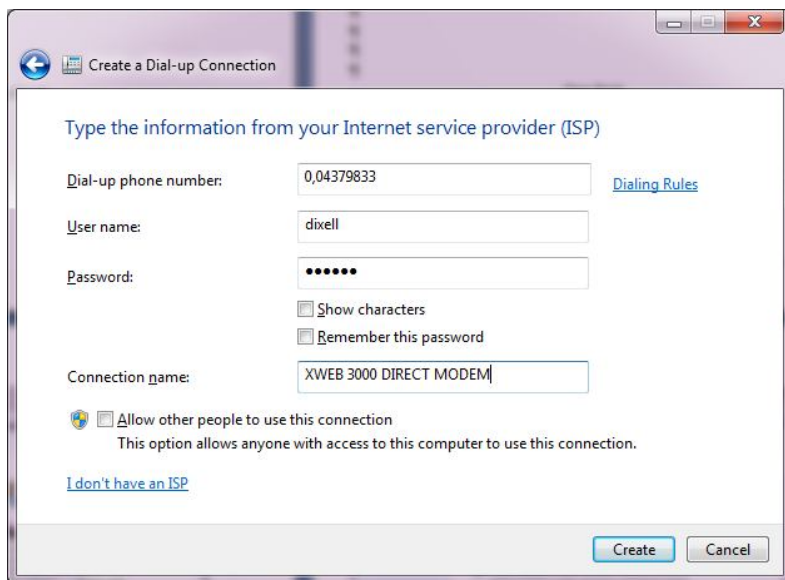 Create a Dial-up Connection
Type the information from your Internet service provider (ISP)
Dial-up phone number: 0,04379833 Dialing Rules
User name: dixell
Password: ●●●●●●
Show characters
Remember this password
Connection name: XWEB 3000 DIRECT MODEM
Allow other people to use this connection
This option allows anyone with access to this computer to use this connection.
I don't have an ISP
Create Cancel